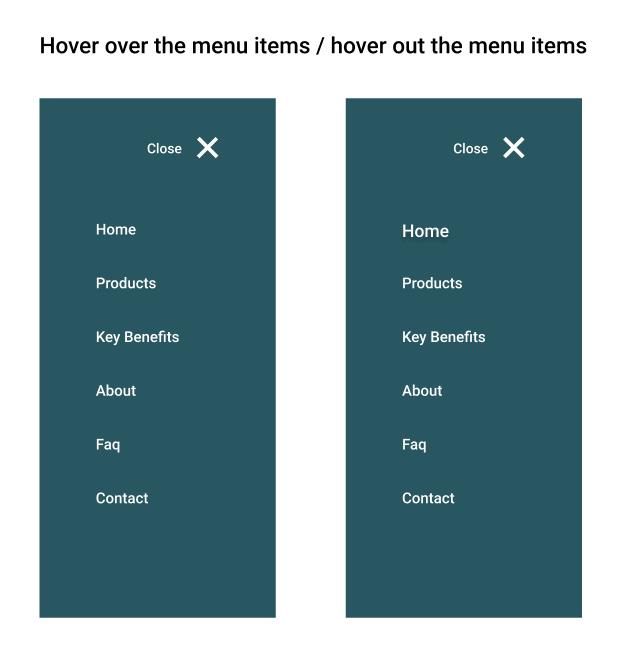 Hover over the menu items / hover out the menu items
Close
Home
Products
Key Benefits
About
Faq
Contact
Close
Home
Products
Key Benefits
About
Faq
Contact